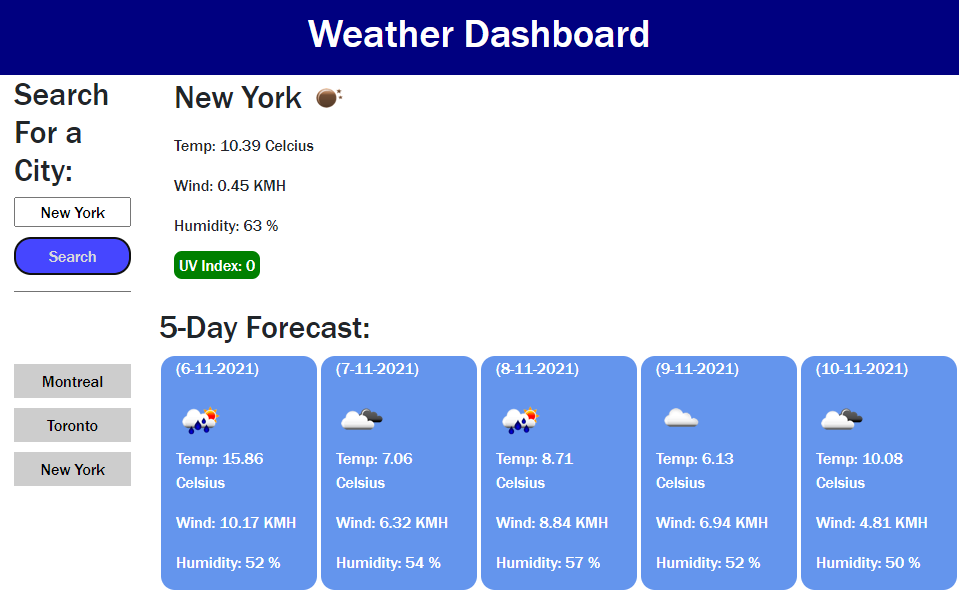 Weather Dashboard
Search
For a
City:
New York
Search
Montreal
Toronto
New York
New York
Temp: 10.39 Celcius
Wind: 0.45 KMH
Humidity: 63 %
UV Index: 0
5-Day Forecast:
(6-11-2021)
Temp: 15.86
Celsius
Wind: 10.17 KMH
Humidity: 52 %
(7-11-2021)
Temp: 7.06
Celsius
Wind: 6.32 KMH
Humidity: 54 %
(8-11-2021)
Temp: 8.71
Celsius
Wind: 8.84 KMH
Humidity: 57 %
(9-11-2021)
Temp: 6.13
Celsius
Wind: 6.94 KMH
Humidity: 52 %
(10-11-2021)
Temp: 10.08
Celsius
Wind: 4.81 KMH
Humidity: 50 %